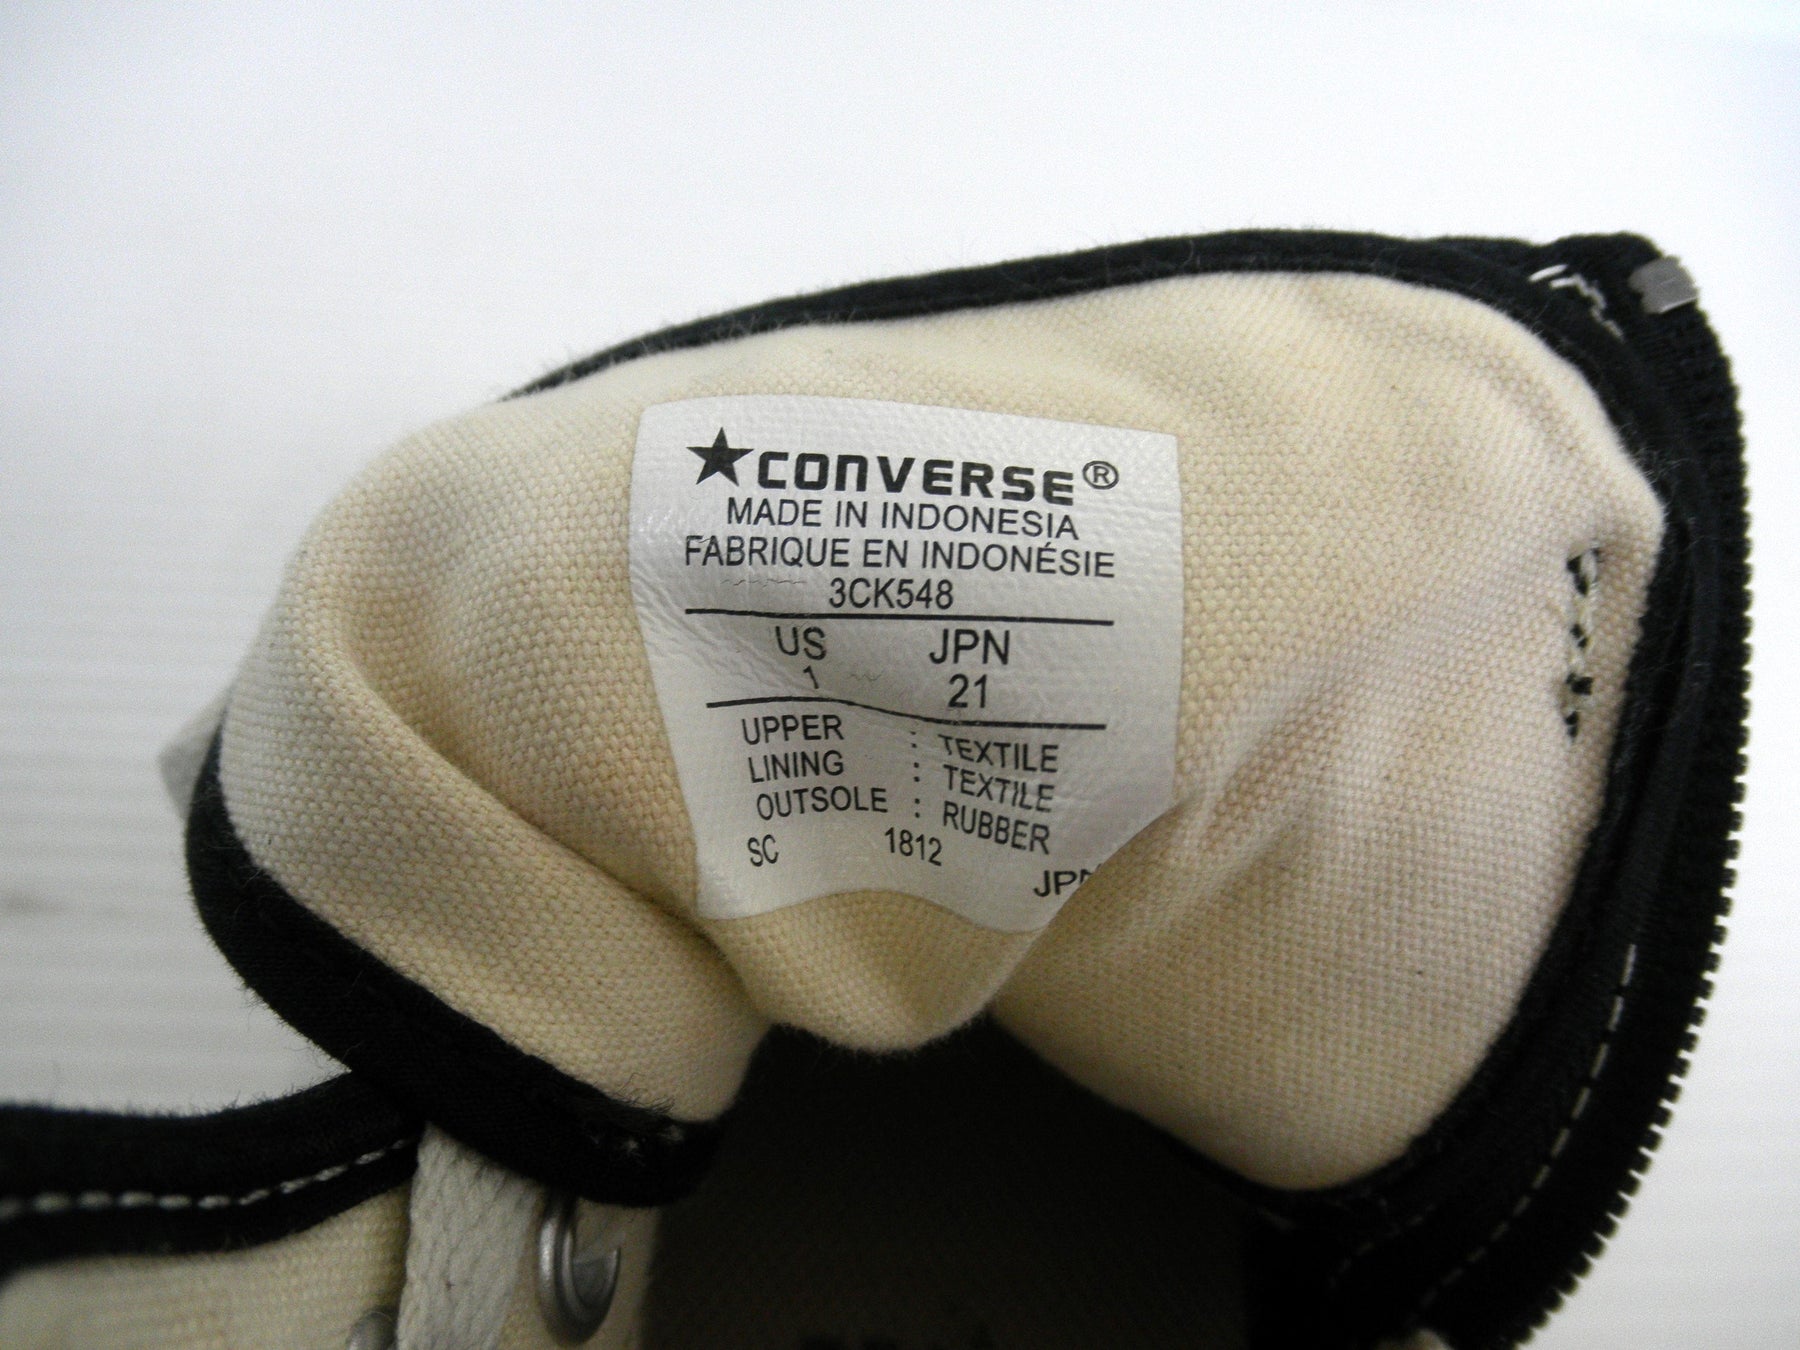 ★CONVERSE®
MADE IN INDONESIA
FABRIQUE EN INDONÉSIE
3CK548
US JPN
1 21
UPPER : TEXTILE
LINING : TEXTILE
OUTSOLE : RUBBER
SC 1812
JPN